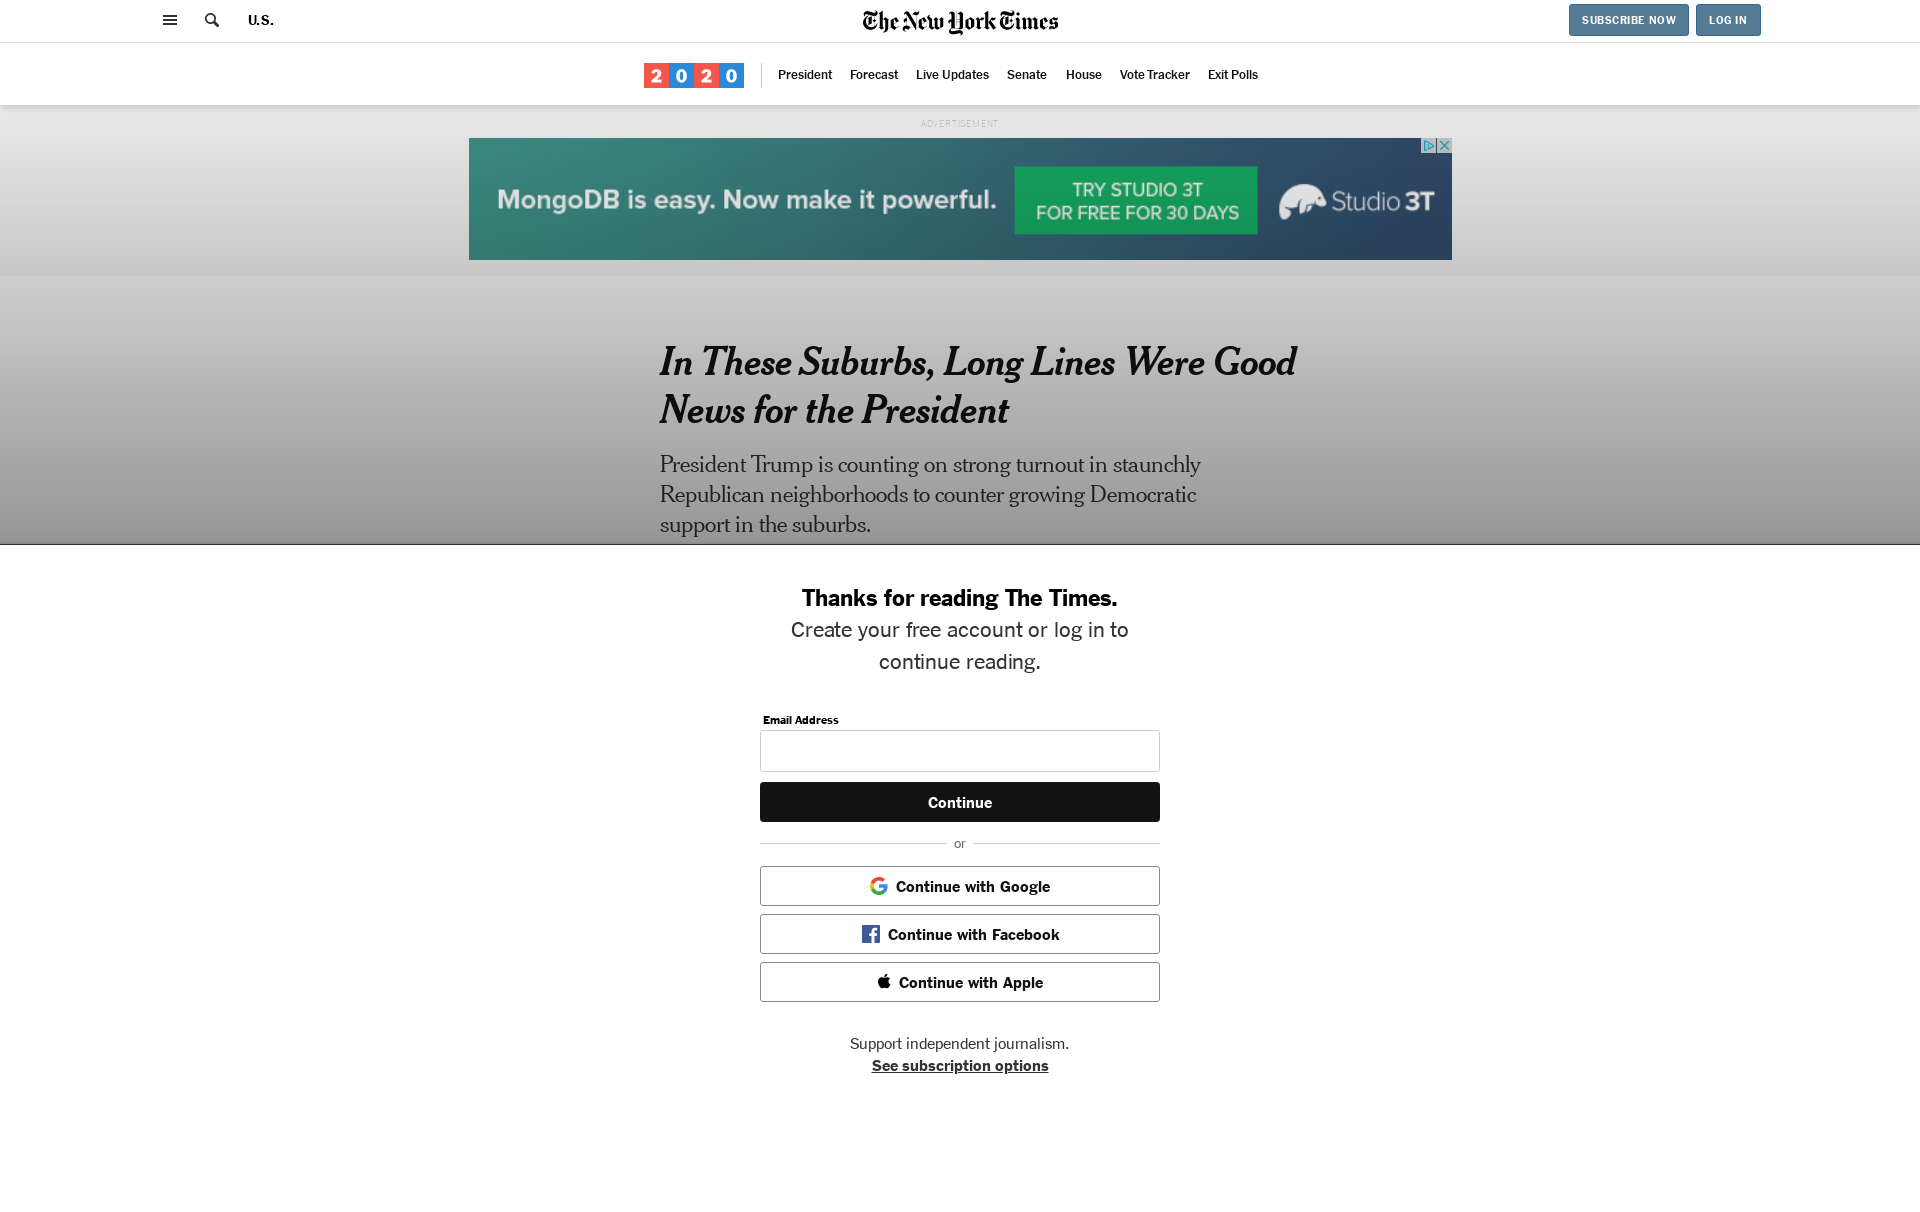 U.S.
The New York Times
SUBSCRIBE NOW
LOG IN
2020
President
Forecast
Live Updates
Senate
House
Vote Tracker
Exit Polls
ADVERTISEMENT
MongoDB is easy. Now make it powerful.
TRY STUDIO 3T
FOR FREE FOR 30 DAYS
Studio 3T
In These Suburbs, Long Lines Were Good
News for the President
President Trump is counting on strong turnout in staunchly
Republican neighborhoods to counter growing Democratic
support in the suburbs.
Thanks for reading The Times.
Create your free account or log in to
continue reading.
Email Address
Continue
or
Continue with Google
Continue with Facebook
Continue with Apple
Support independent journalism.
See subscription options